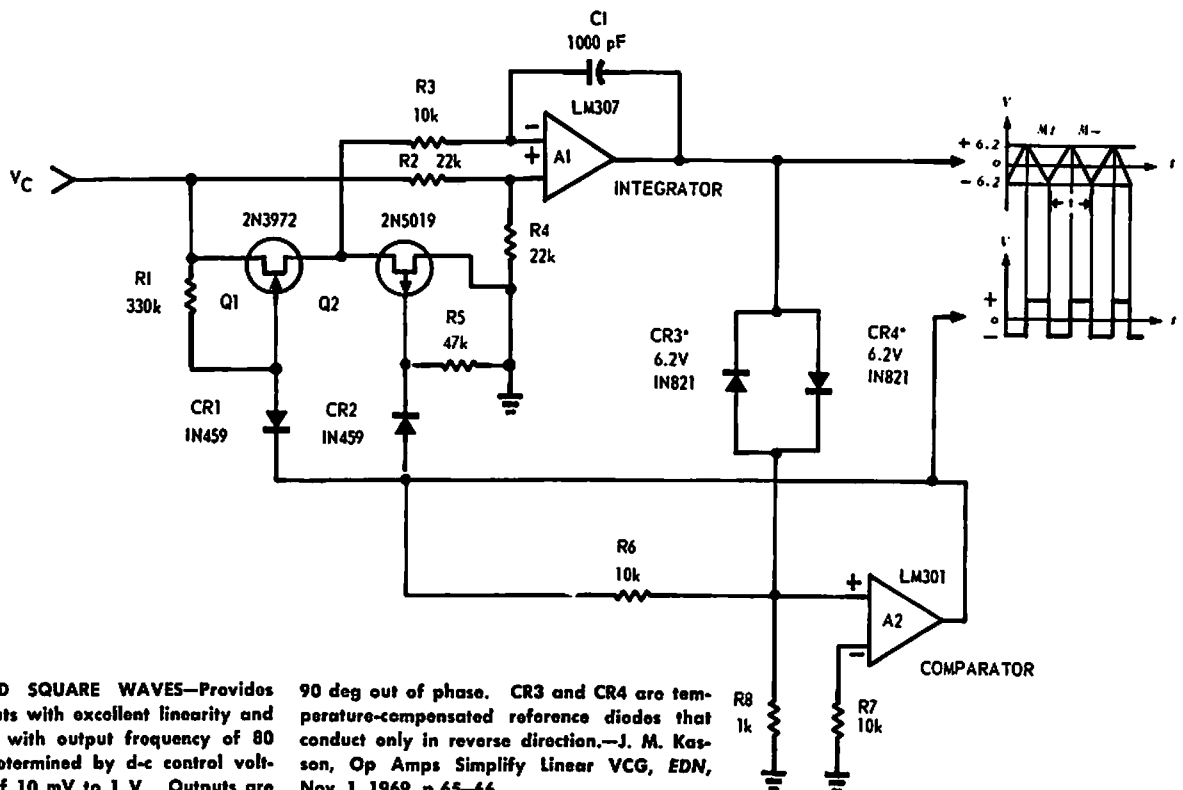 C1
1000 pF
R3
10k
LM307
R2 22k
A1
INTEGRATOR
VC
2N3972
2N5019
R4
22k
R1
330k
Q1
Q2
R5
47k
CR1
IN459
CR2
IN459
CR3*
6.2V
IN821
CR4*
6.2V
IN821
V
+ 6.2
0
- 6.2
t
V
+
0
-
t
R6
10k
LM301
A2
COMPARATOR
R8
1k
R7
10k
D SQUARE WAVES—Provides
ts with excellent linearity and
with output frequency of 80
etermined by d-c control volt-
f 10 mV to 1 V. Outputs are
90 deg out of phase. CR3 and CR4 are tem-
perature-compensated reference diodes that
conduct only in reverse direction.—J. M. Kas-
son, Op Amps Simplify Linear VCG, EDN,
Nov. 1, 1969, p 65–66.